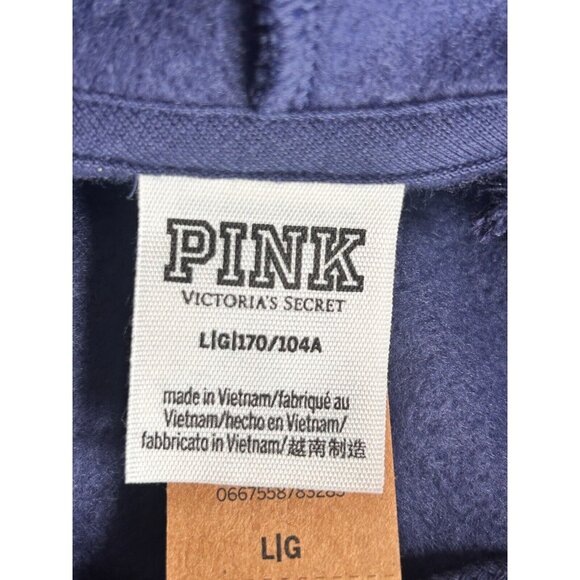 PINK
VICTORIA'S SECRET
L|G|170/104A
made in Vietnam/fabriqué au
Vietnam/hecho en Vietnam/
fabbricato in Vietnam/越南制造
0667558783285
L|G